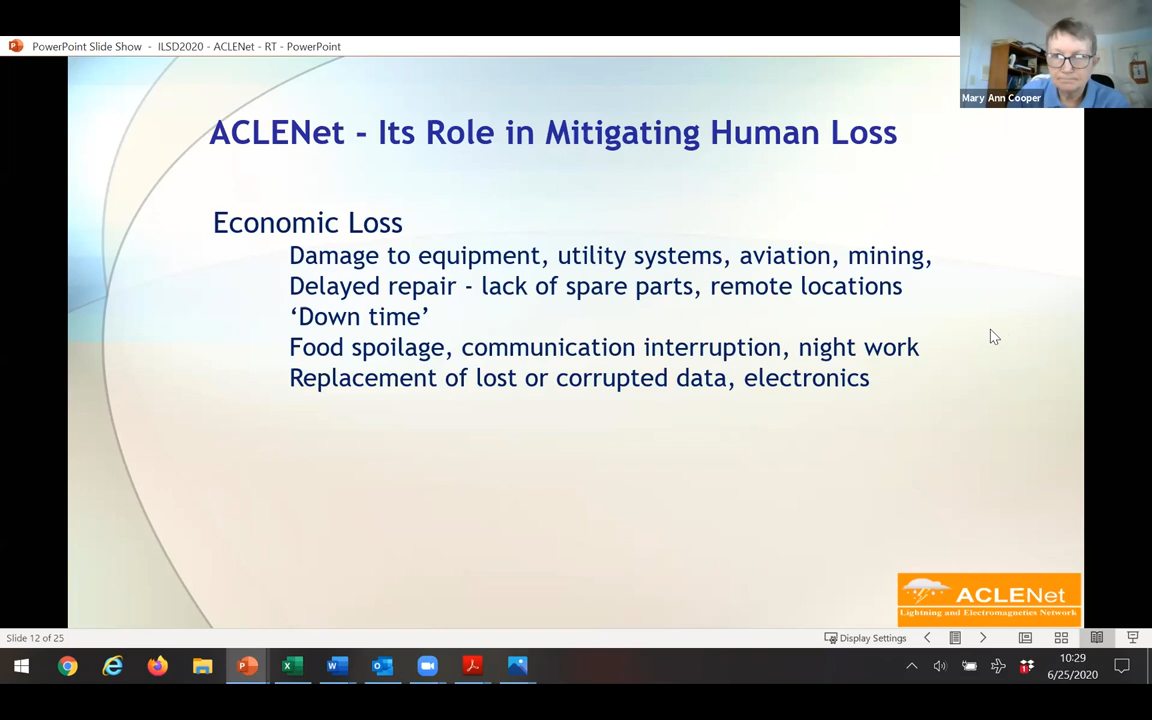 PowerPoint Slide Show - ILSD2020 - ACLENet - RT - PowerPoint
Mary Ann Cooper
ACLENet - Its Role in Mitigating Human Loss
Economic Loss
Damage to equipment, utility systems, aviation, mining,
Delayed repair - lack of spare parts, remote locations
‘Down time’
Food spoilage, communication interruption, night work
Replacement of lost or corrupted data, electronics
ACLENet
Lightning and Electromagnetics Network
Slide 12 of 25
Display Settings
10:29
6/25/2020